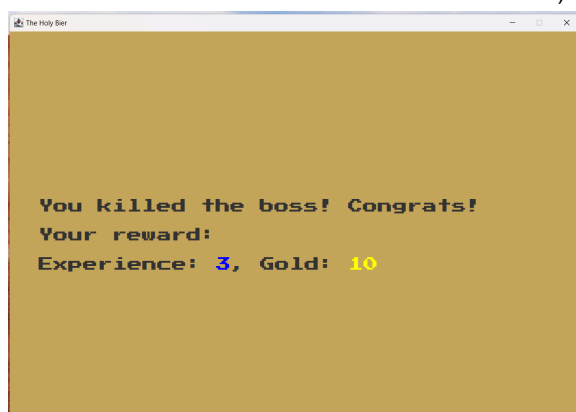 The Holy Bier
You killed the boss! Congrats!
Your reward:
Experience: 3, Gold: 10